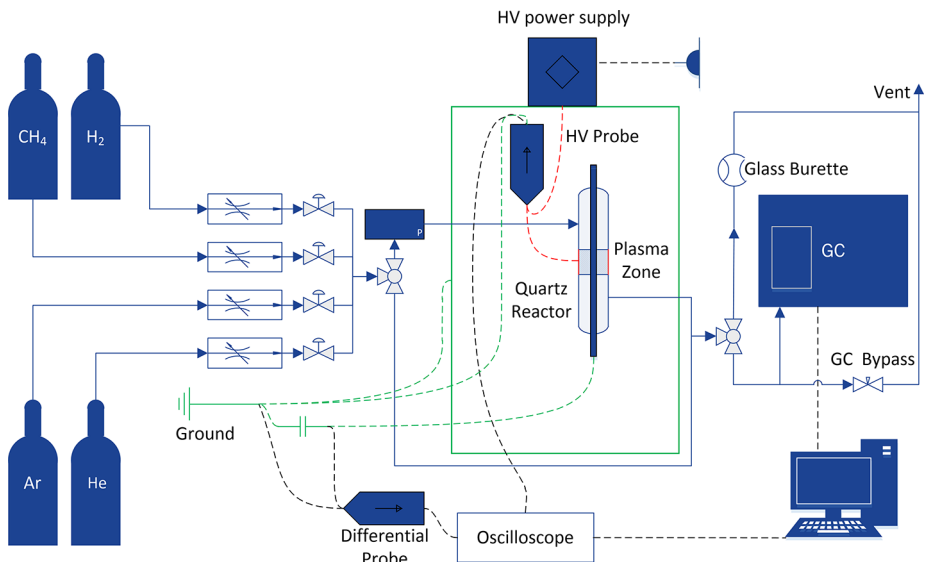 HV power supply
CH4
H2
HV Probe
Vent
Glass Burette
P
Plasma
Zone
GC
Quartz
Reactor
GC Bypass
Ground
Ar
He
Differential
Probe
Oscilloscope